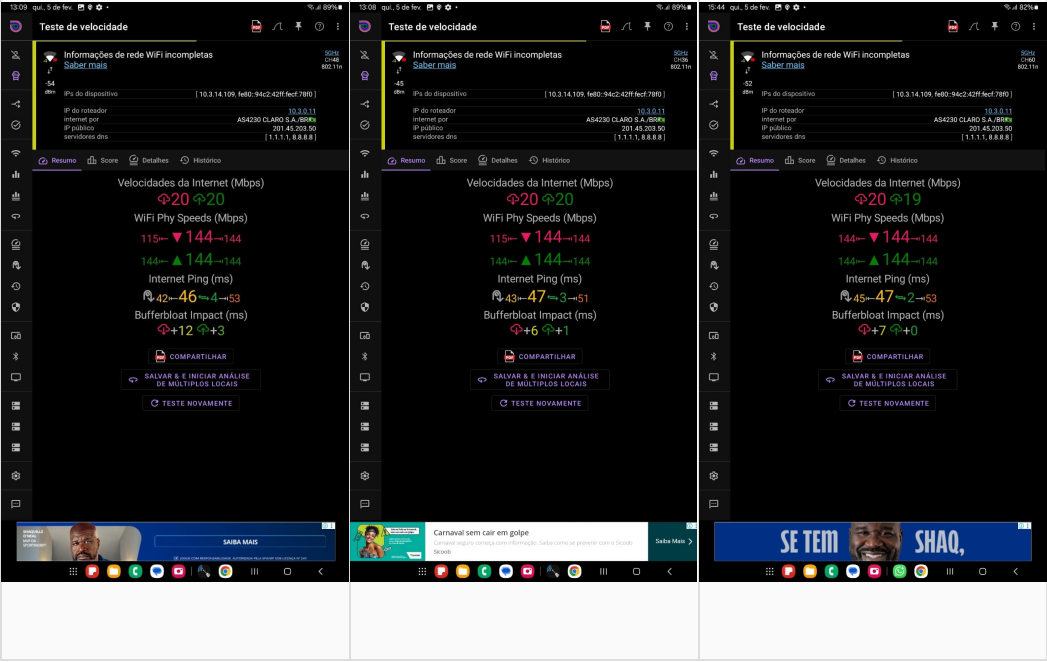 13:09 qui., 5 de fev.
89%
Teste de velocidade
Informações de rede WiFi incompletas
Saber mais
5GHz
CH48
802.11n
-54
dBm
IPs do dispositivo [ 10.3.14.109, fe80::94c2:42ff:fecf:78f0 ]
IP do roteador 10.3.0.11
internet por AS4230 CLARO S.A./BR
IP público 201.45.203.50
servidores dns [ 1.1.1.1, 8.8.8.8 ]
Resumo Score Detalhes Histórico
Velocidades da Internet (Mbps)
20 20
WiFi Phy Speeds (Mbps)
115 144 144
144 144 144
Internet Ping (ms)
42 46 4 53
Bufferbloat Impact (ms)
+12 +3
PDF COMPARTILHAR
SALVAR & E INICIAR ANÁLISE
DE MÚLTIPLOS LOCAIS
TESTE NOVAMENTE
SAIBA MAIS
13:08 qui., 5 de fev.
89%
Teste de velocidade
Informações de rede WiFi incompletas
Saber mais
5GHz
CH36
802.11n
-45
dBm
IPs do dispositivo [ 10.3.14.109, fe80::94c2:42ff:fecf:78f0 ]
IP do roteador 10.3.0.11
internet por AS4230 CLARO S.A./BR
IP público 201.45.203.50
servidores dns [ 1.1.1.1, 8.8.8.8 ]
Resumo Score Detalhes Histórico
Velocidades da Internet (Mbps)
20 20
WiFi Phy Speeds (Mbps)
115 144 144
144 144 144
Internet Ping (ms)
43 47 3 51
Bufferbloat Impact (ms)
+6 +1
PDF COMPARTILHAR
SALVAR & E INICIAR ANÁLISE
DE MÚLTIPLOS LOCAIS
TESTE NOVAMENTE
Carnaval sem cair em golpe
Carnaval seguro começa com informação. Saiba como se prevenir com o Scoob
Scoob
Saiba Mais
15:44 qui., 5 de fev.
82%
Teste de velocidade
Informações de rede WiFi incompletas
Saber mais
5GHz
CH60
802.11n
-52
dBm
IPs do dispositivo [ 10.3.14.109, fe80::94c2:42ff:fecf:78f0 ]
IP do roteador 10.3.0.11
internet por AS4230 CLARO S.A./BR
IP público 201.45.203.50
servidores dns [ 1.1.1.1, 8.8.8.8 ]
Resumo Score Detalhes Histórico
Velocidades da Internet (Mbps)
20 19
WiFi Phy Speeds (Mbps)
144 144 144
144 144 144
Internet Ping (ms)
45 47 2 53
Bufferbloat Impact (ms)
+7 +0
PDF COMPARTILHAR
SALVAR & E INICIAR ANÁLISE
DE MÚLTIPLOS LOCAIS
TESTE NOVAMENTE
SE TEM SHAQ,